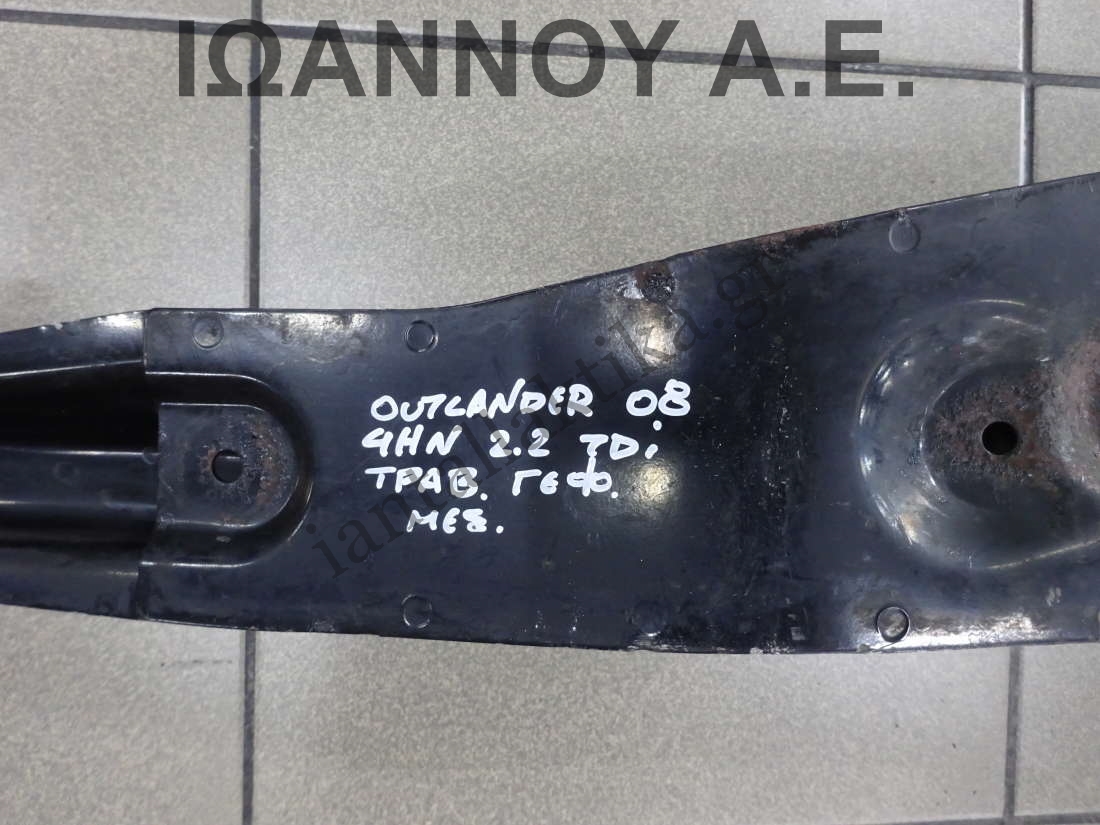 ΙΩΑΝΝΟΥ Α.Ε.
OUTLANDER 08
4HN 2.2 TDi
ΤΡΑΒ. ΓΕΦ.
ΜΕΣ.